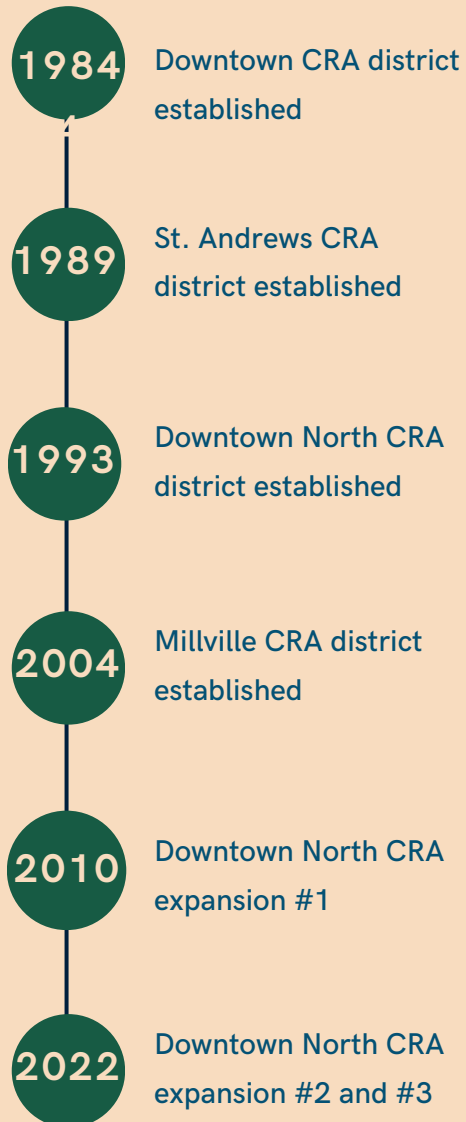 1984
Downtown CRA district
established
1989
St. Andrews CRA
district established
1993
Downtown North CRA
district established
2004
Millville CRA district
established
2010
Downtown North CRA
expansion #1
2022
Downtown North CRA
expansion #2 and #3